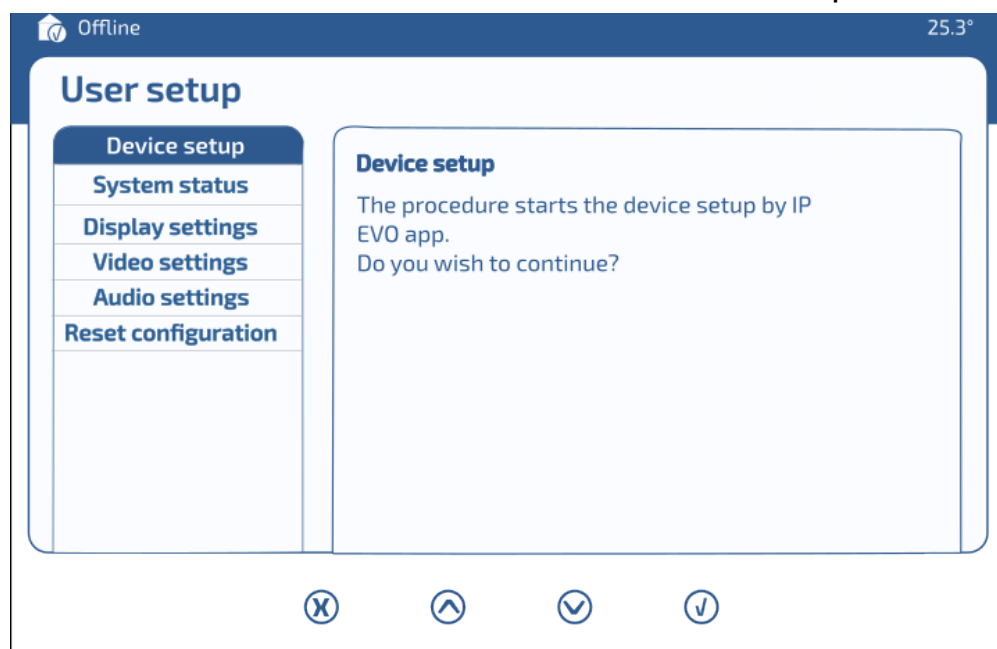 Offline
25.3°
User setup
Device setup
System status
Display settings
Video settings
Audio settings
Reset configuration
Device setup
The procedure starts the device setup by IP
EVO app.
Do you wish to continue?
X